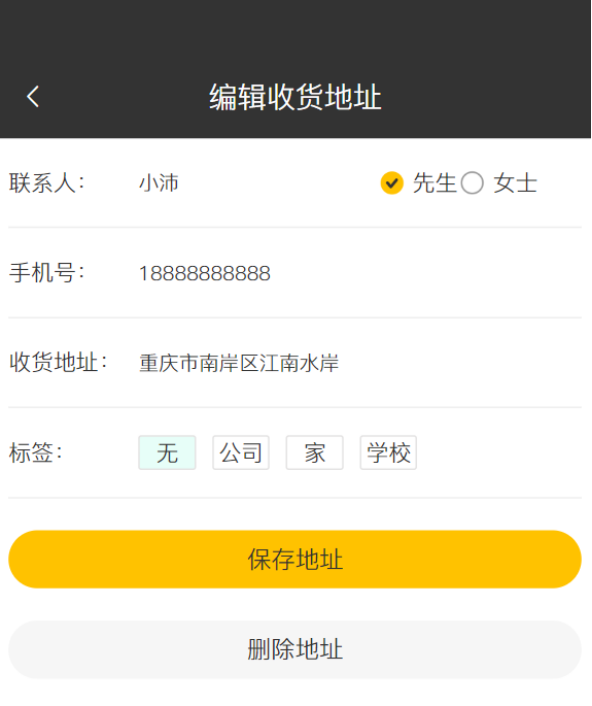 编辑收货地址
联系人： 小沛 先生 女士
手机号： 18888888888
收货地址： 重庆市南岸区江南水岸
标签： 无 公司 家 学校
保存地址
删除地址